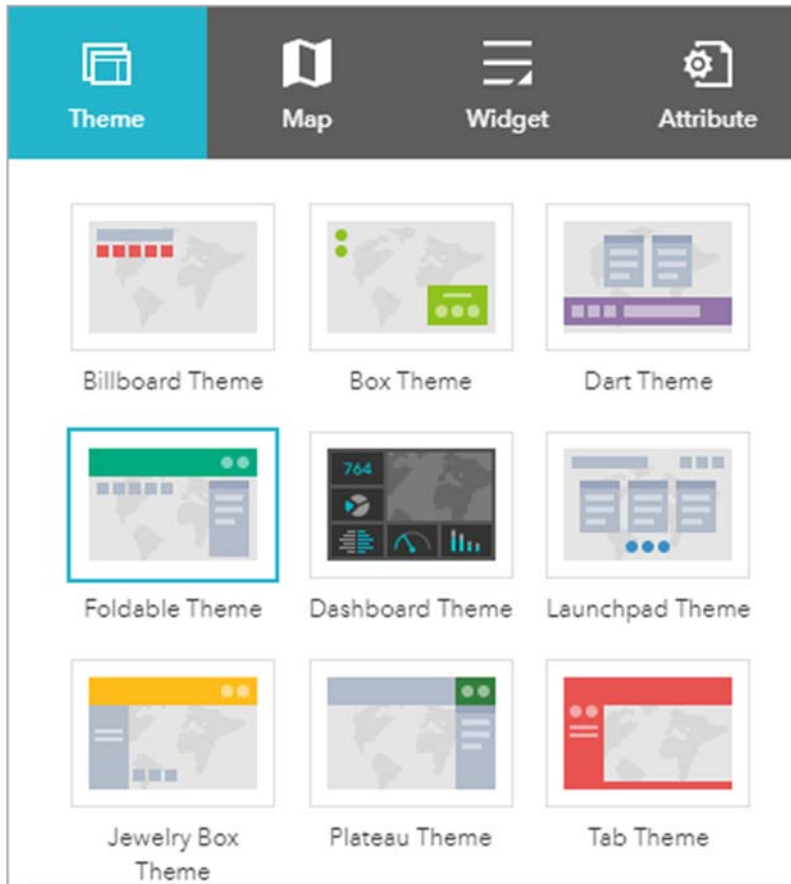 Theme Map Widget Attribute
Billboard Theme Box Theme Dart Theme
764
Foldable Theme Dashboard Theme Launchpad Theme
Jewelry Box Theme Plateau Theme Tab Theme